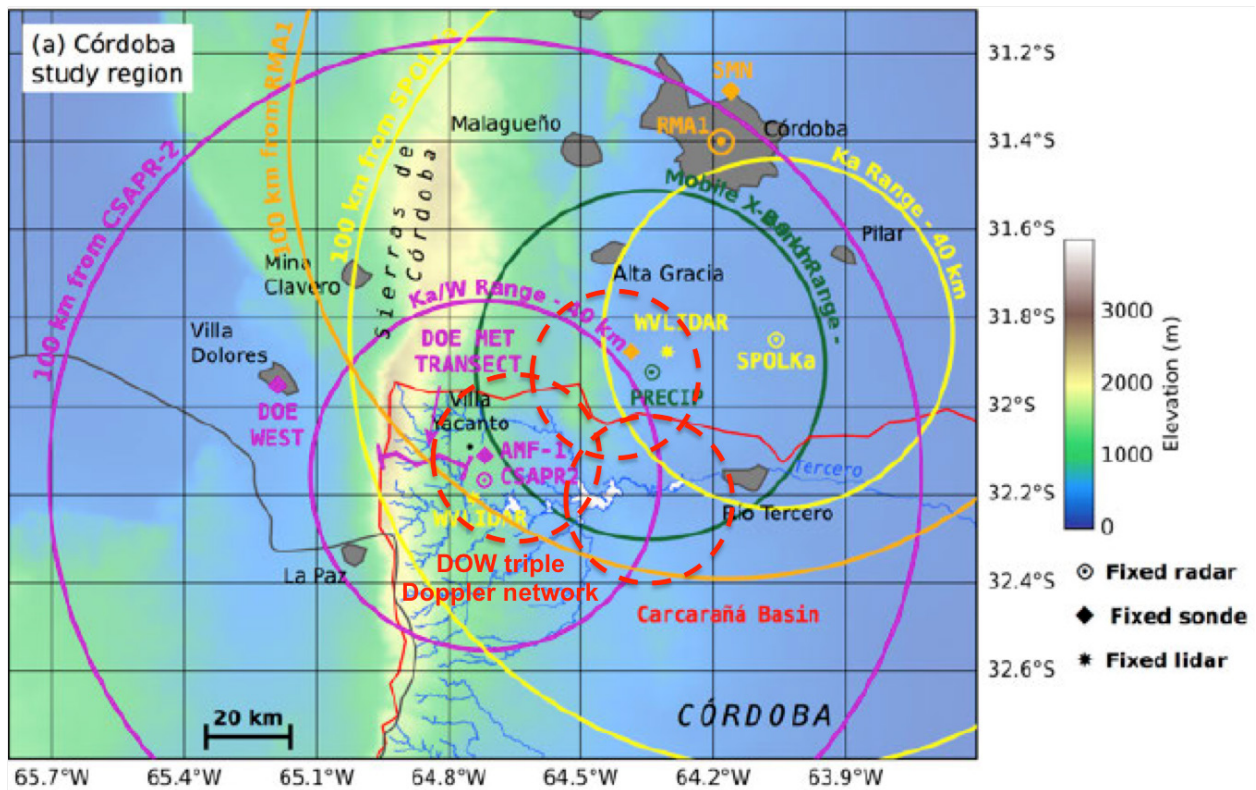 (a) Córdoba
study region
100 km from CSAPR-2
100 km from RMA1
100 km from SPOLKa
Sierras de
Córdoba
Malagueño
SMN
RMA1
Córdoba
Ka Range - 40 km
Mobile X-Band Range -
Pilar
Mina
Clavero
Alta Gracia
Ka/W Range - 40 km
WVLIDAR
DOE MET
TRANSECT
SPOLKa
Villa
Dolores
PRECIP
DOE
WEST
Villa
Yacanto
AMF-1
CSAPR2
Tercero
WVLIDAR
Río Tercero
La Paz
DOW triple
Doppler network
Carcarañá Basin
20 km
CÓRDOBA
31.2°S
31.4°S
31.6°S
31.8°S
32°S
32.2°S
32.4°S
32.6°S
65.7°W
65.4°W
65.1°W
64.8°W
64.5°W
64.2°W
63.9°W
3000
2000
1000
0
Elevation (m)
Fixed radar
Fixed sonde
Fixed lidar